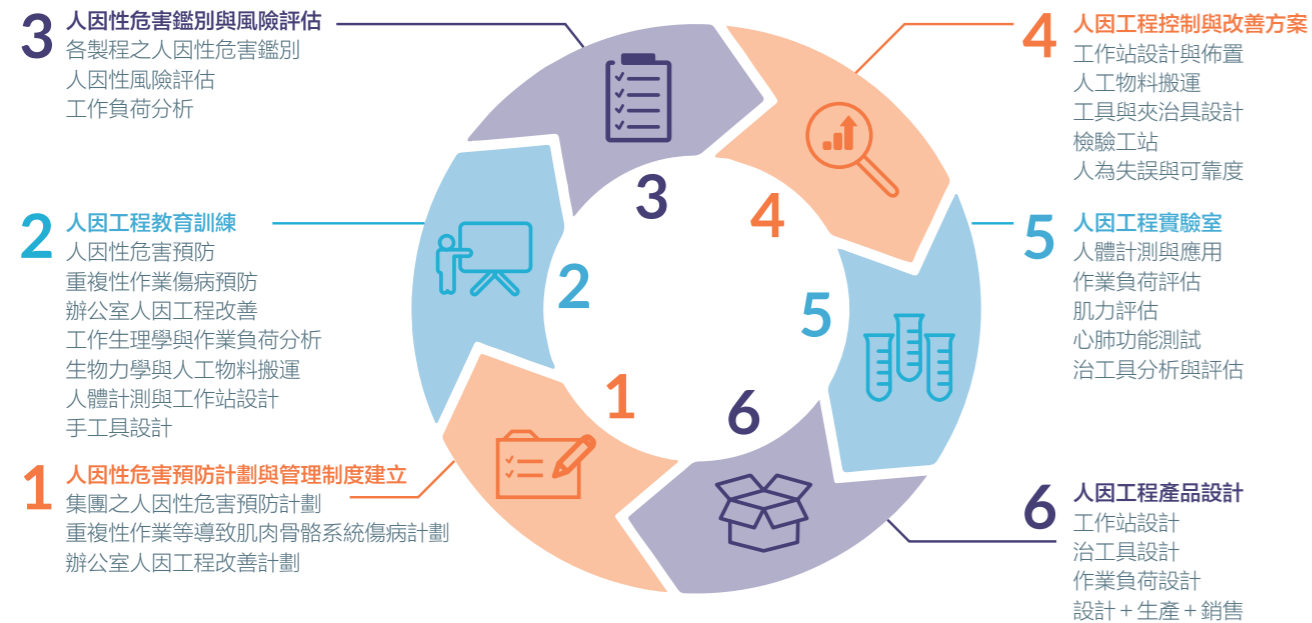 3
人因性危害鑑別與風險評估
各製程之人因性危害鑑別
人因性風險評估
工作負荷分析
2
人因工程教育訓練
人因性危害預防
重複性作業傷病預防
辦公室人因工程改善
工作生理學與作業負荷分析
生物力學與人工物料搬運
人體計測與工作站設計
手工具設計
1
人因性危害預防計劃與管理制度建立
集團之人因性危害預防計劃
重複性作業等導致肌肉骨骼系統傷病計劃
辦公室人因工程改善計劃
3
4
2
5
1
6
4
人因工程控制與改善方案
工作站設計與佈置
人工物料搬運
工具與夾治具設計
檢驗工站
人為失誤與可靠度
5
人因工程實驗室
人體計測與應用
作業負荷評估
肌力評估
心肺功能測試
治工具分析與評估
6
人因工程產品設計
工作站設計
治工具設計
作業負荷設計
設計 + 生產 + 銷售